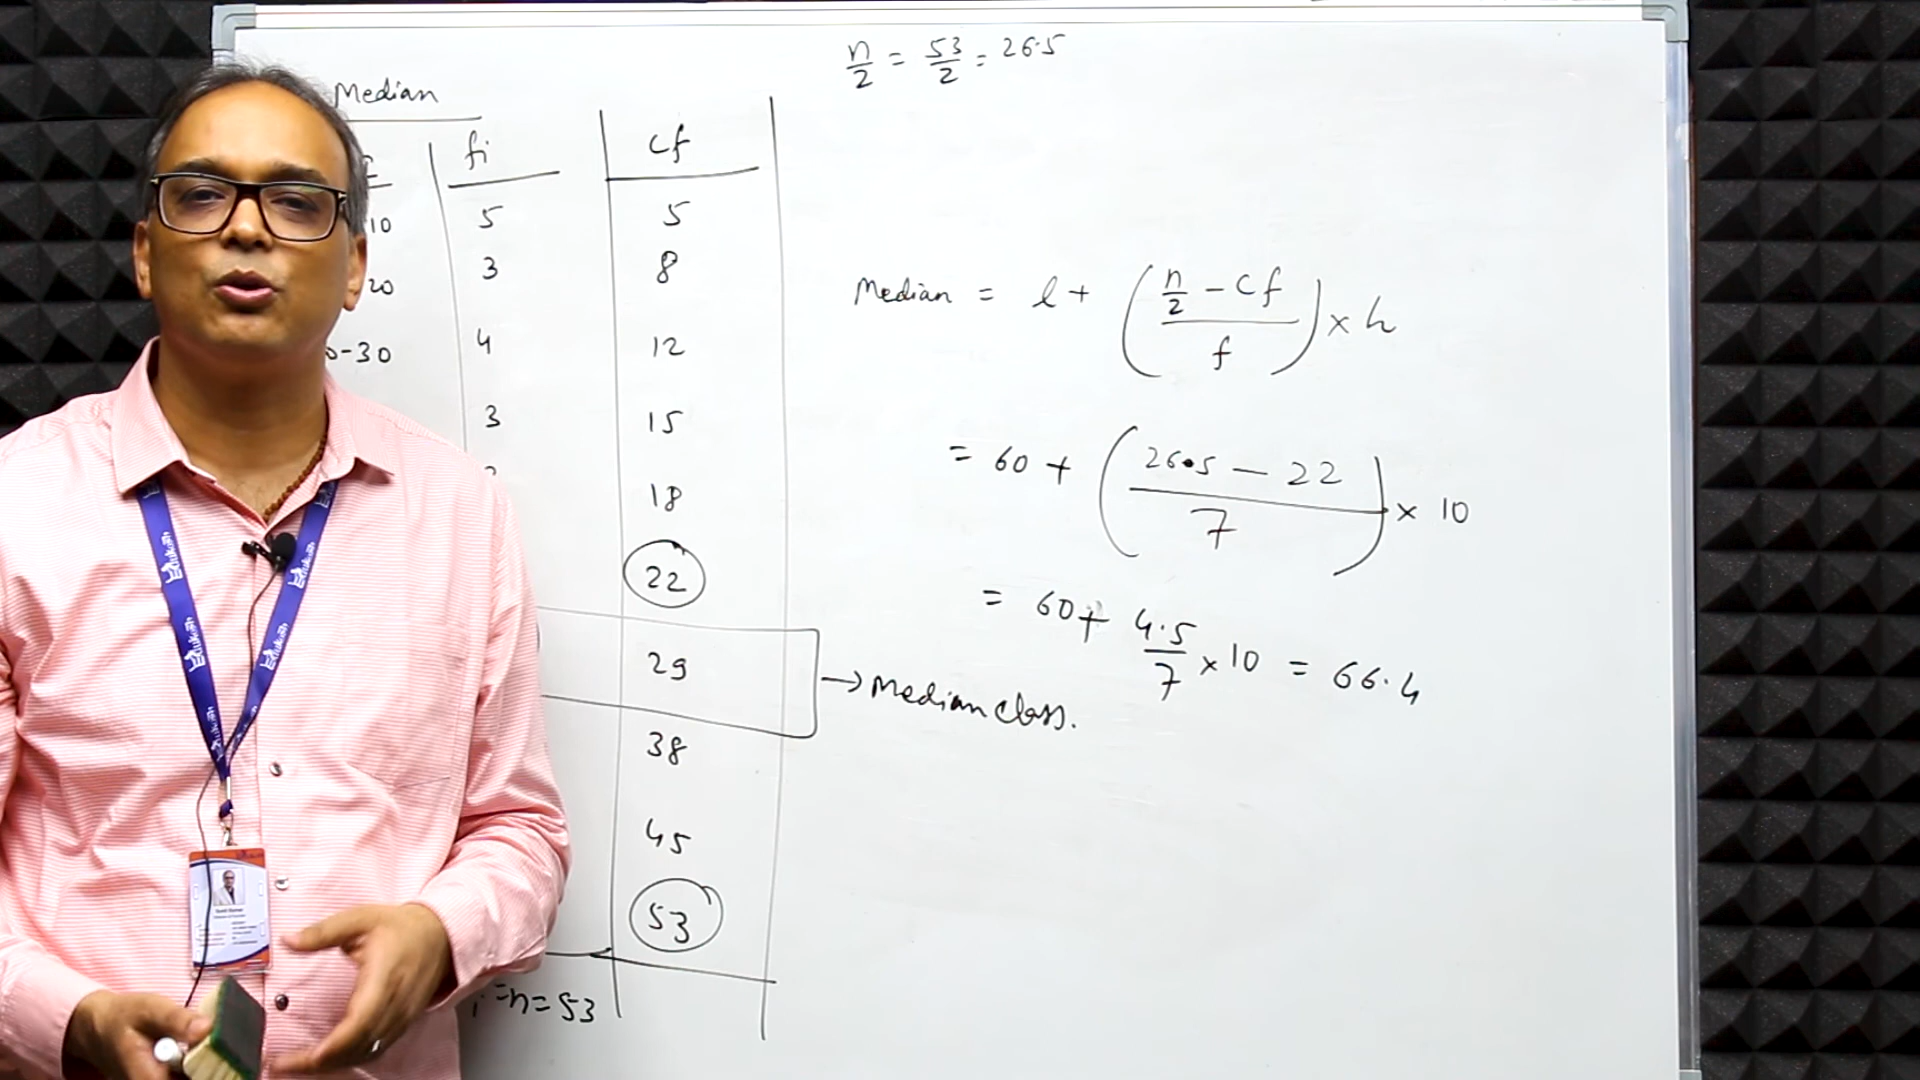 n/2 = 53/2 = 26.5
Median
fi cf
10 5 5
20 3 8
0-30 4 12
3 15
18
22
29
38
45
53
=n=53
Median = l + ( (n/2 - cf) / f ) × h
= 60 + ( (26.5 - 22) / 7 ) × 10
= 60 + 4.5/7 × 10 = 66.4
→ Median class.